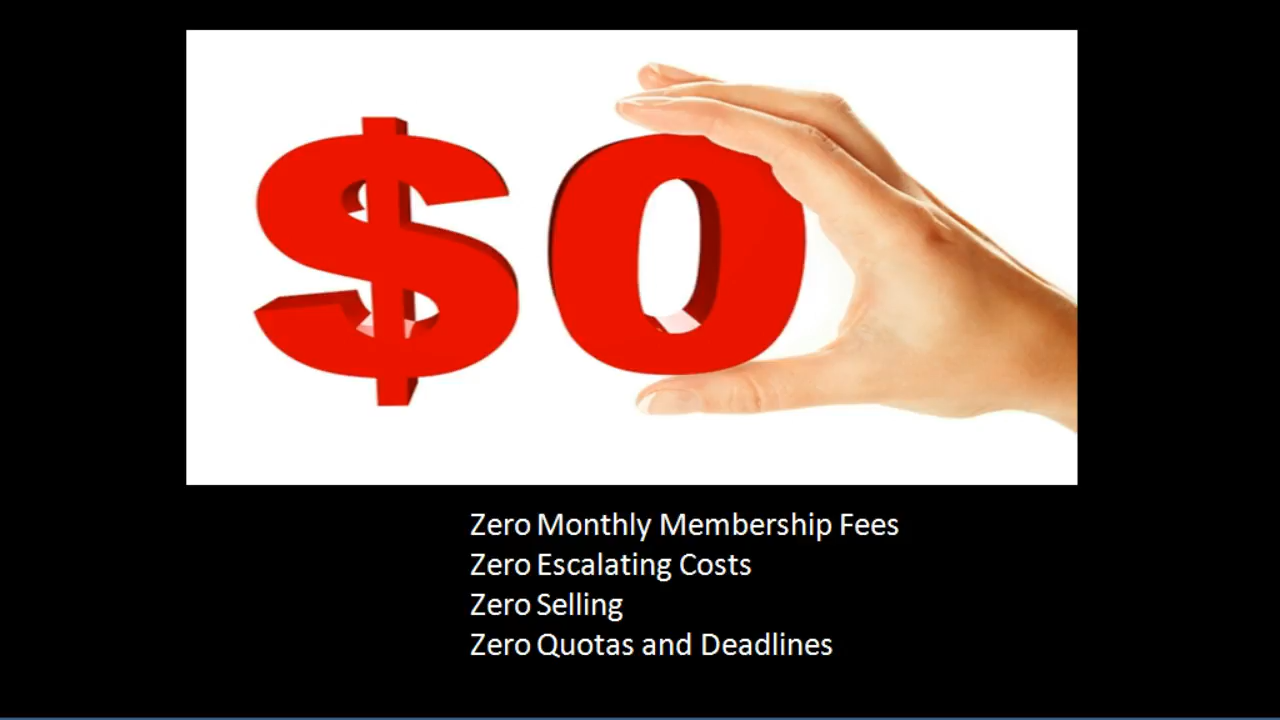 $0
Zero Monthly Membership Fees
Zero Escalating Costs
Zero Selling
Zero Quotas and Deadlines